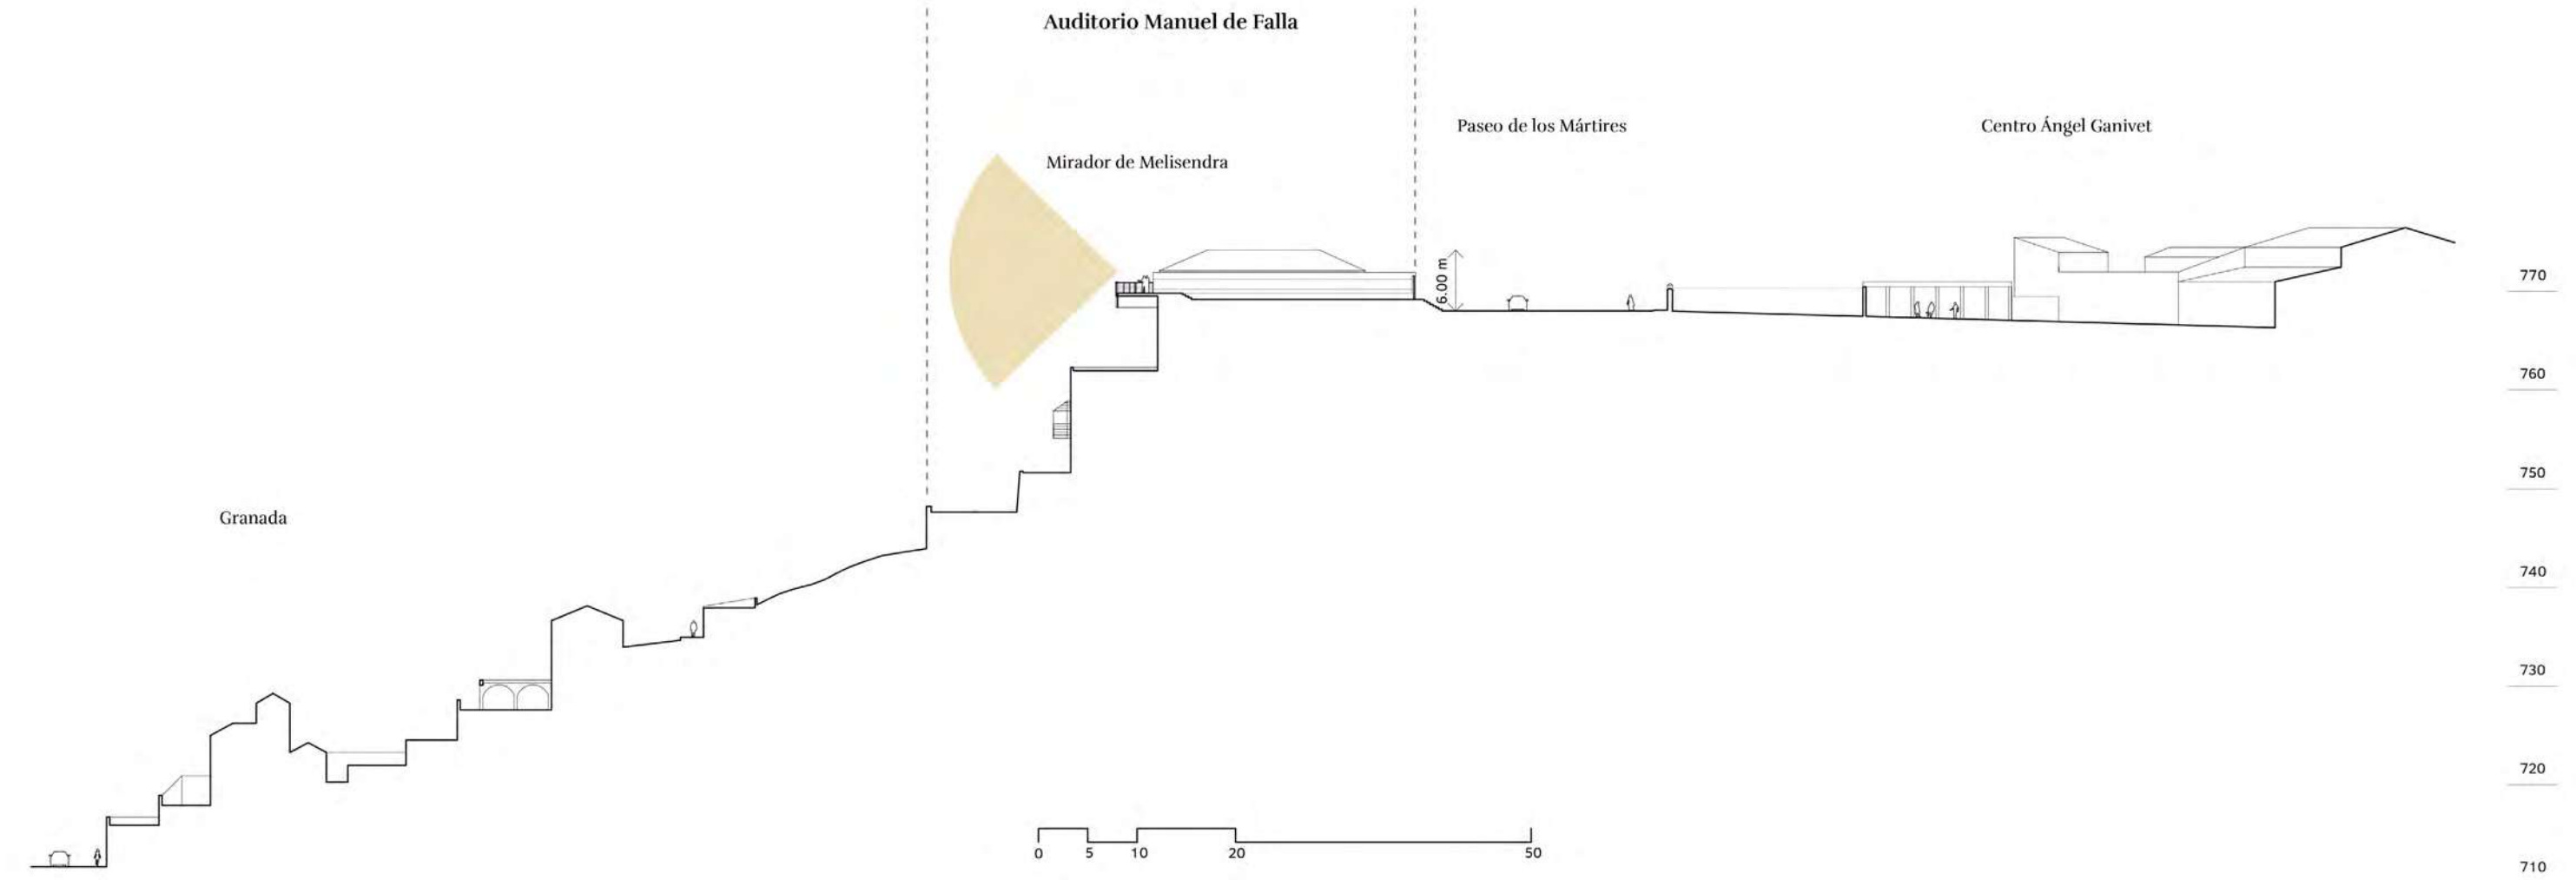 Auditorio Manuel de Falla
Paseo de los Mártires
Centro Ángel Ganivet
Mirador de Melisendra
6.00 m
770
760
750
Granada
740
730
720
0 5 10 20 50
710